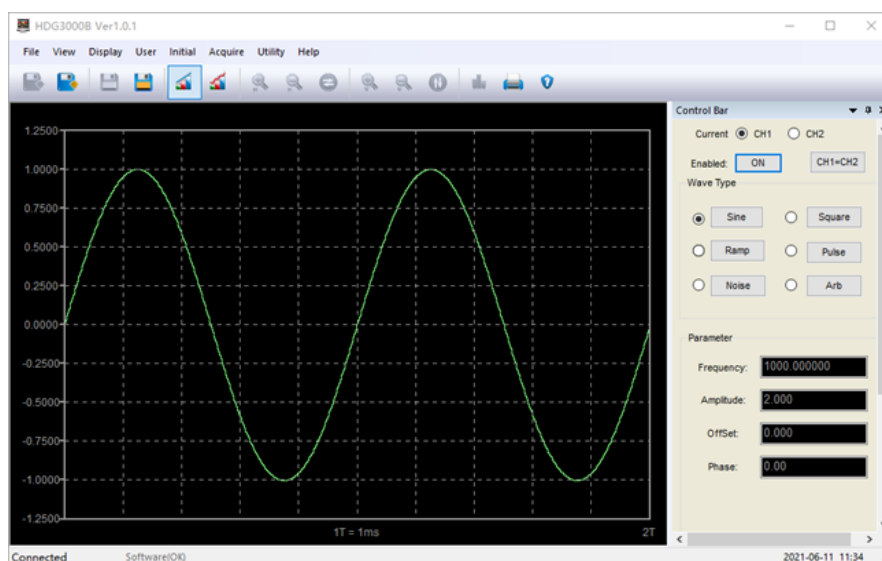 HDG3000B Ver1.0.1
File View Display User Initial Acquire Utility Help
Control Bar
Current CH1 CH2
Enabled: ON CH1=CH2
Wave Type
Sine Square
Ramp Pulse
Noise Arb
Parameter
Frequency: 1000.000000
Amplitude: 2.000
OffSet: 0.000
Phase: 0.00
1.2500
1.0000
0.7500
0.5000
0.2500
0.0000
-0.2500
-0.5000
-0.7500
-1.0000
-1.2500
1T = 1ms 2T
Connected Software(OK) 2021-06-11 11:34